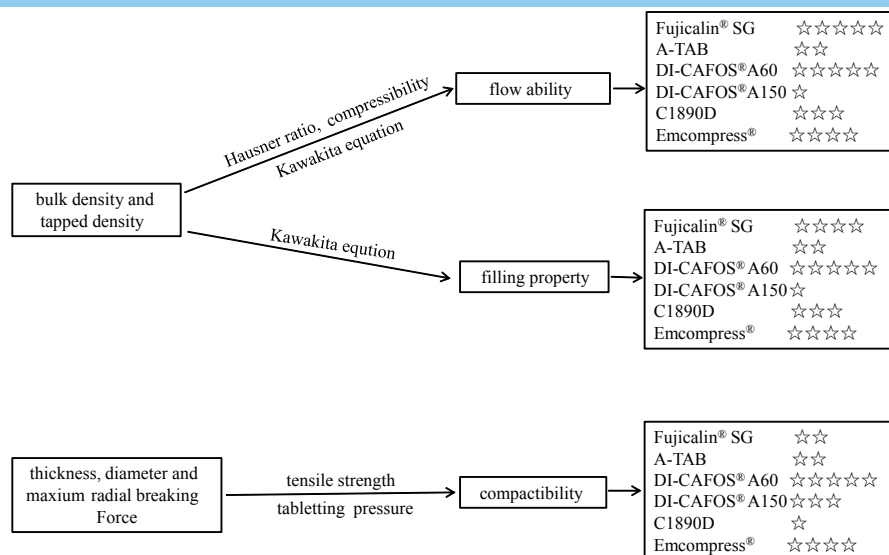 Fujicalin® SG ☆☆☆☆☆
A-TAB ☆☆
DI-CAFOS®A60 ☆☆☆☆☆
DI-CAFOS®A150 ☆
C1890D ☆☆☆
Emcompress® ☆☆☆☆
flow ability
Hausner ratio, compressibility
Kawakita equation
bulk density and
tapped density
Kawakita eqution
filling property
Fujicalin® SG ☆☆☆☆
A-TAB ☆☆
DI-CAFOS® A60 ☆☆☆☆☆
DI-CAFOS® A150☆
C1890D ☆☆☆
Emcompress® ☆☆☆☆
thickness, diameter and
maxium radial breaking
Force
tensile strength
tabletting pressure
compactibility
Fujicalin® SG ☆☆
A-TAB ☆☆
DI-CAFOS® A60 ☆☆☆☆☆
DI-CAFOS® A150☆☆☆
C1890D ☆
Emcompress® ☆☆☆☆